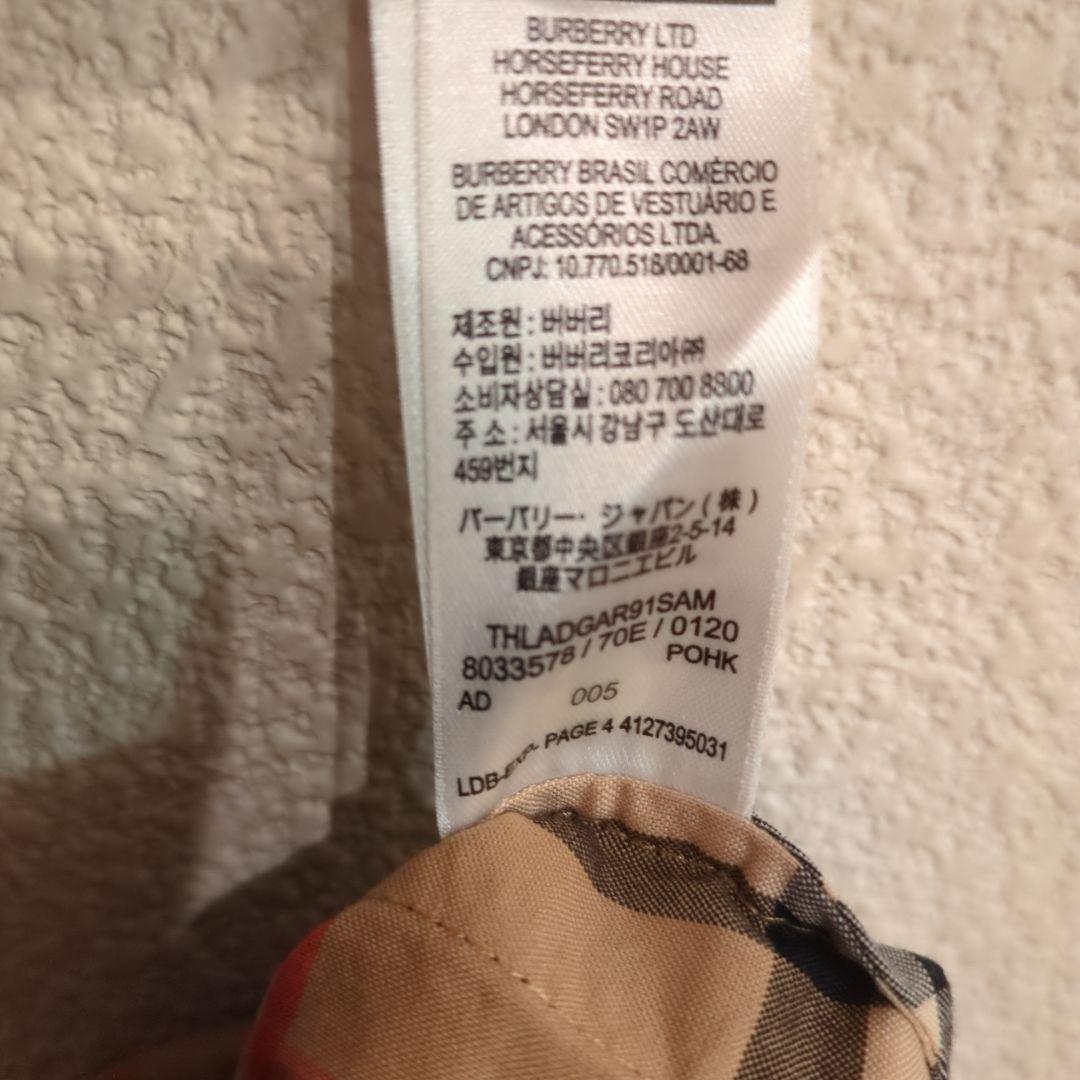 BURBERRY LTD
HORSEFERRY HOUSE
HORSEFERRY ROAD
LONDON SW1P 2AW
BURBERRY BRASIL COMÉRCIO
DE ARTIGOS DE VESTUÁRIO E
ACESSÓRIOS LTDA.
CNPJ: 10.770.518/0001-68
제조원 : 버버리
수입원 : 버버리코리아㈜
소비자상담실 : 080 700 8800
주 소 : 서울시 강남구 도산대로
459번지
バーバリー・ジャパン ( 株 )
東京都中央区銀座2-5-14
銀座マロニエビル
THLADGAR91SAM
8033578 / 70E / 0120
POHK
AD 005
LDB-EXP- PAGE 4 4127395031